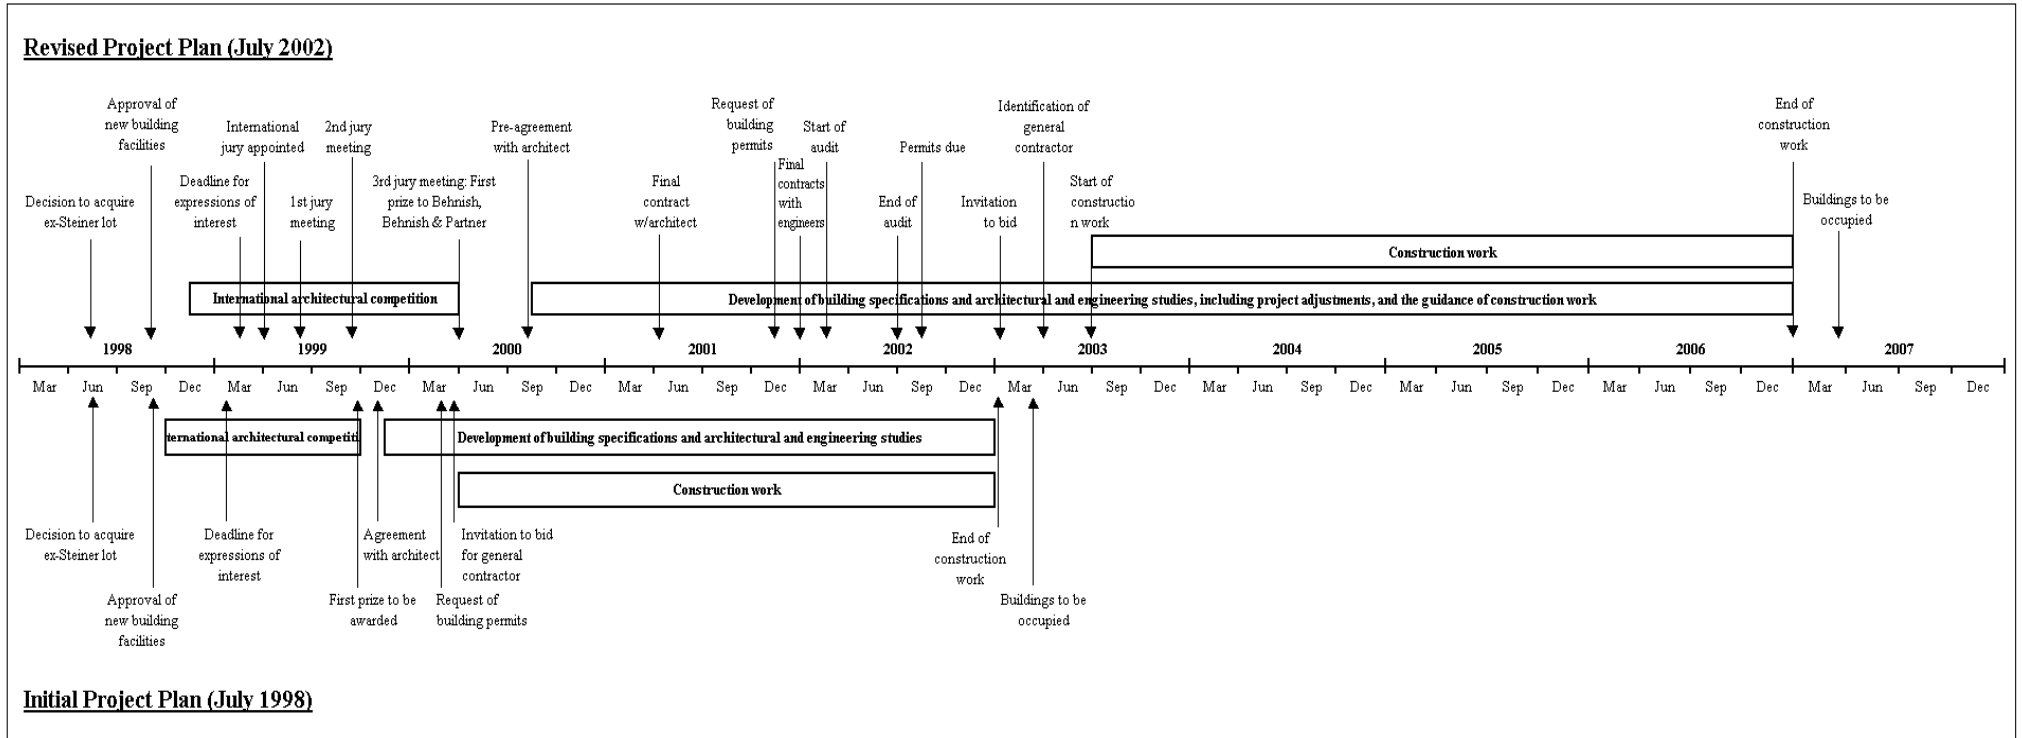 Revised Project Plan (July 2002)
Approval of
new building
facilities
International
jury appointed
2nd jury
meeting
Pre-agreement
with architect
Request of
building
permits
Start of
audit
Permits due
Identification of
general
contractor
End of
construction
work
Decision to acquire
ex-Steiner lot
Deadline for
expressions of
interest
1st jury
meeting
3rd jury meeting: First
prize to Behnish,
Behnish & Partner
Final
contract
w/architect
Final
contracts
with
engineers
End of
audit
Invitation
to bid
Start of
constructio
n work
Buildings to be
occupied
Construction work
International architectural competition
Development of building specifications and architectural and engineering studies, including project adjustments, and the guidance of construction work
1998 1999 2000 2001 2002 2003 2004 2005 2006 2007
Mar Jun Sep Dec Mar Jun Sep Dec Mar Jun Sep Dec Mar Jun Sep Dec Mar Jun Sep Dec Mar Jun Sep Dec Mar Jun Sep Dec Mar Jun Sep Dec Mar Jun Sep Dec Mar Jun Sep Dec
ternational architectural competiti
Development of building specifications and architectural and engineering studies
Construction work
Decision to acquire
ex-Steiner lot
Deadline for
expressions of
interest
Agreement
with architect
Invitation to bid
for general
contractor
End of
construction
work
Approval of
new building
facilities
First prize to be
awarded
Request of
building permits
Buildings to be
occupied
Initial Project Plan (July 1998)